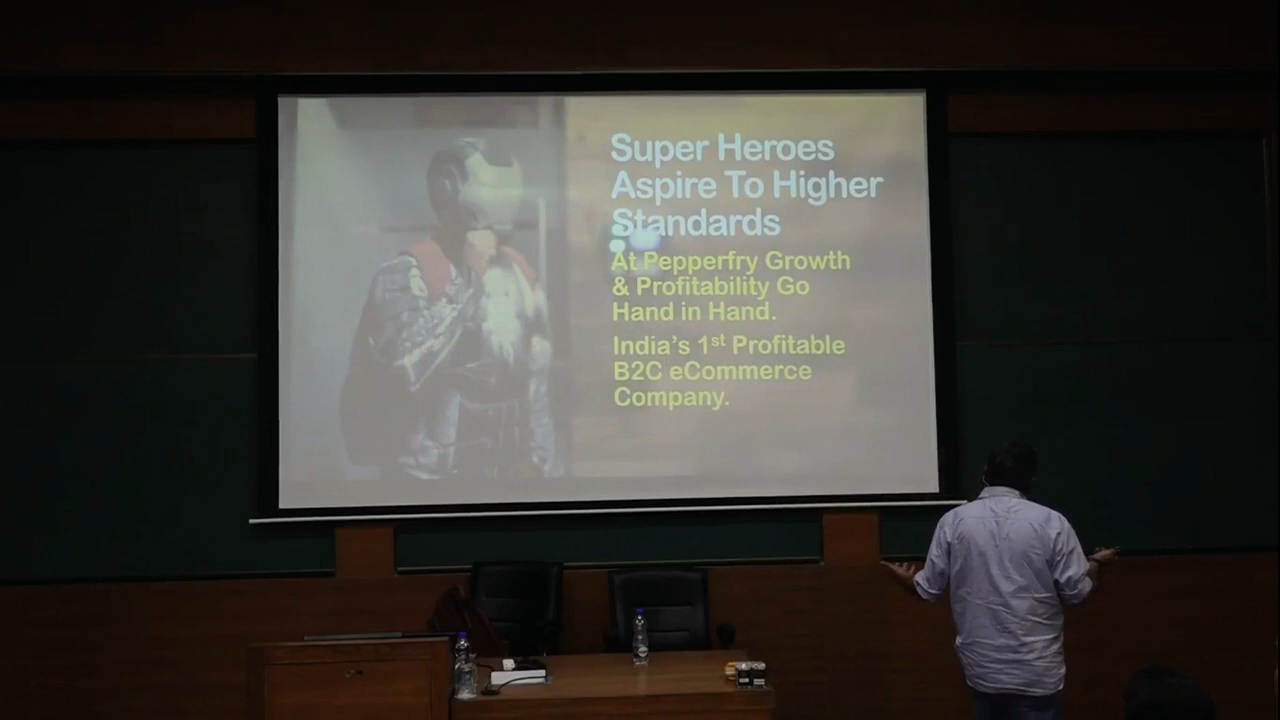 Super Heroes
Aspire To Higher
Standards
At Pepperfry Growth
& Profitability Go
Hand in Hand.
India's 1st Profitable
B2C eCommerce
Company.